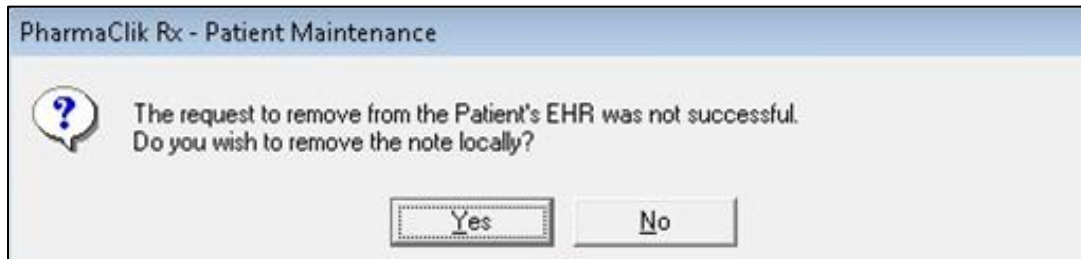 PharmaClik Rx - Patient Maintenance
?
The request to remove from the Patient's EHR was not successful.
Do you wish to remove the note locally?
Yes No